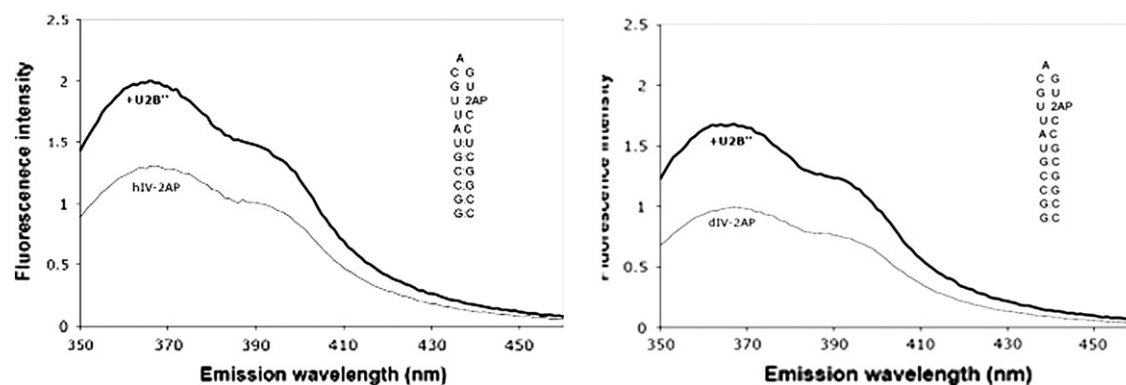 Fluorescence intensity
2.5
2
1.5
1
0.5
0
+U2B''
hIV-2AP
A
C G
G U
U 2AP
U C
A C
U:U
G:C
C:G
C:G
G:C
G:C
350 370 390 410 430 450
Emission wavelength (nm)
Fluorescence intensity
2.5
2
1.5
1
0.5
0
+U2B''
dIV-2AP
A
C G
G U
U 2AP
U C
A C
U:G
G:C
C:G
C:G
G:C
G:C
350 370 390 410 430 450
Emission wavelength (nm)